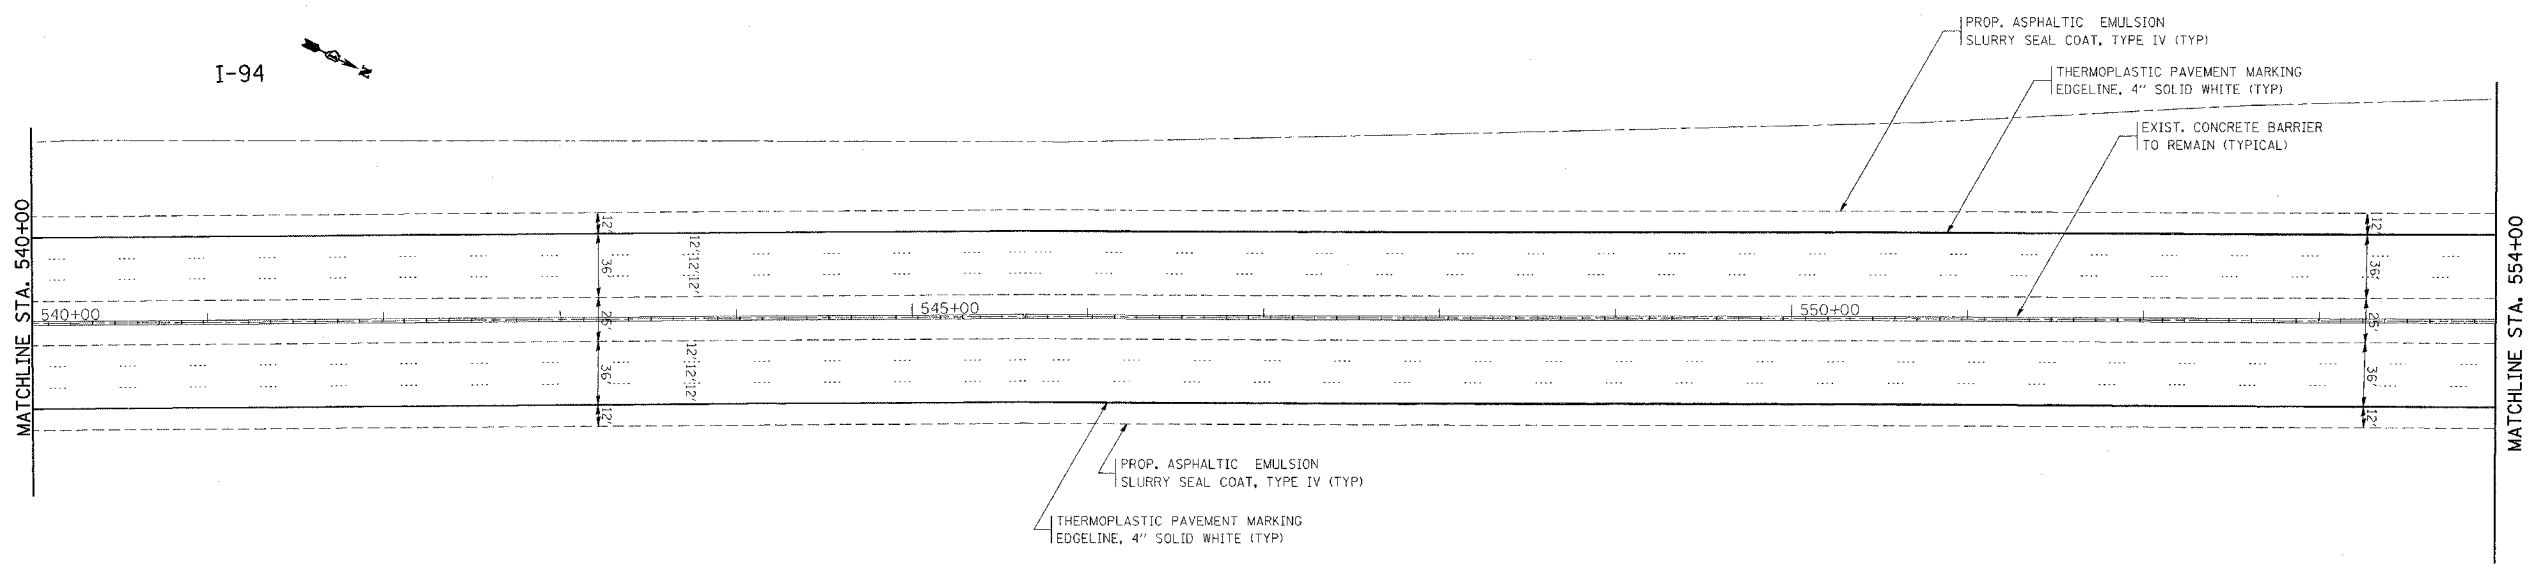 I-94
N
PROP. ASPHALTIC EMULSION
SLURRY SEAL COAT, TYPE IV (TYP)
THERMOPLASTIC PAVEMENT MARKING
EDGELINE, 4" SOLID WHITE (TYP)
EXIST. CONCRETE BARRIER
TO REMAIN (TYPICAL)
MATCHLINE STA. 540+00
MATCHLINE STA. 554+00
12'
12'
36'
12'12'12'
36'
540+00
545+00
550+00
25'
25'
36'
12'12'12'
36'
12'
12'
PROP. ASPHALTIC EMULSION
SLURRY SEAL COAT, TYPE IV (TYP)
THERMOPLASTIC PAVEMENT MARKING
EDGELINE, 4" SOLID WHITE (TYP)